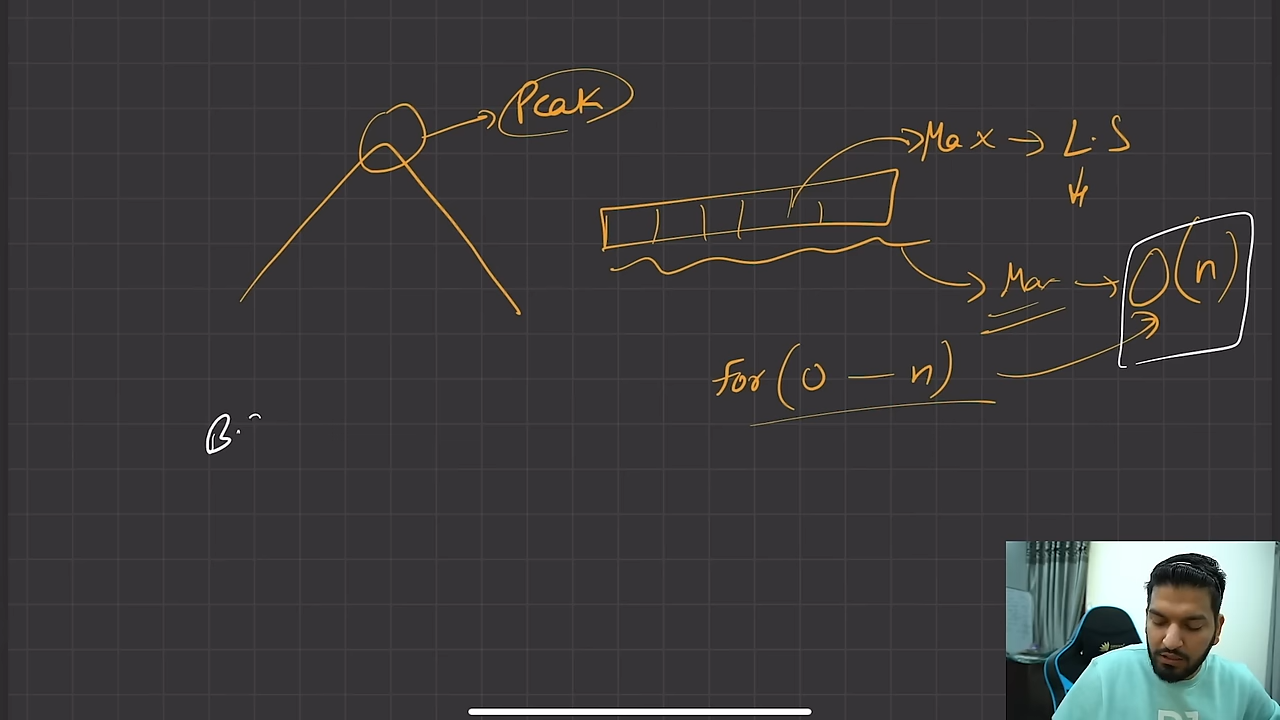 Peak
Max → L.S
Max → O(n)
for (0 — n)
B.